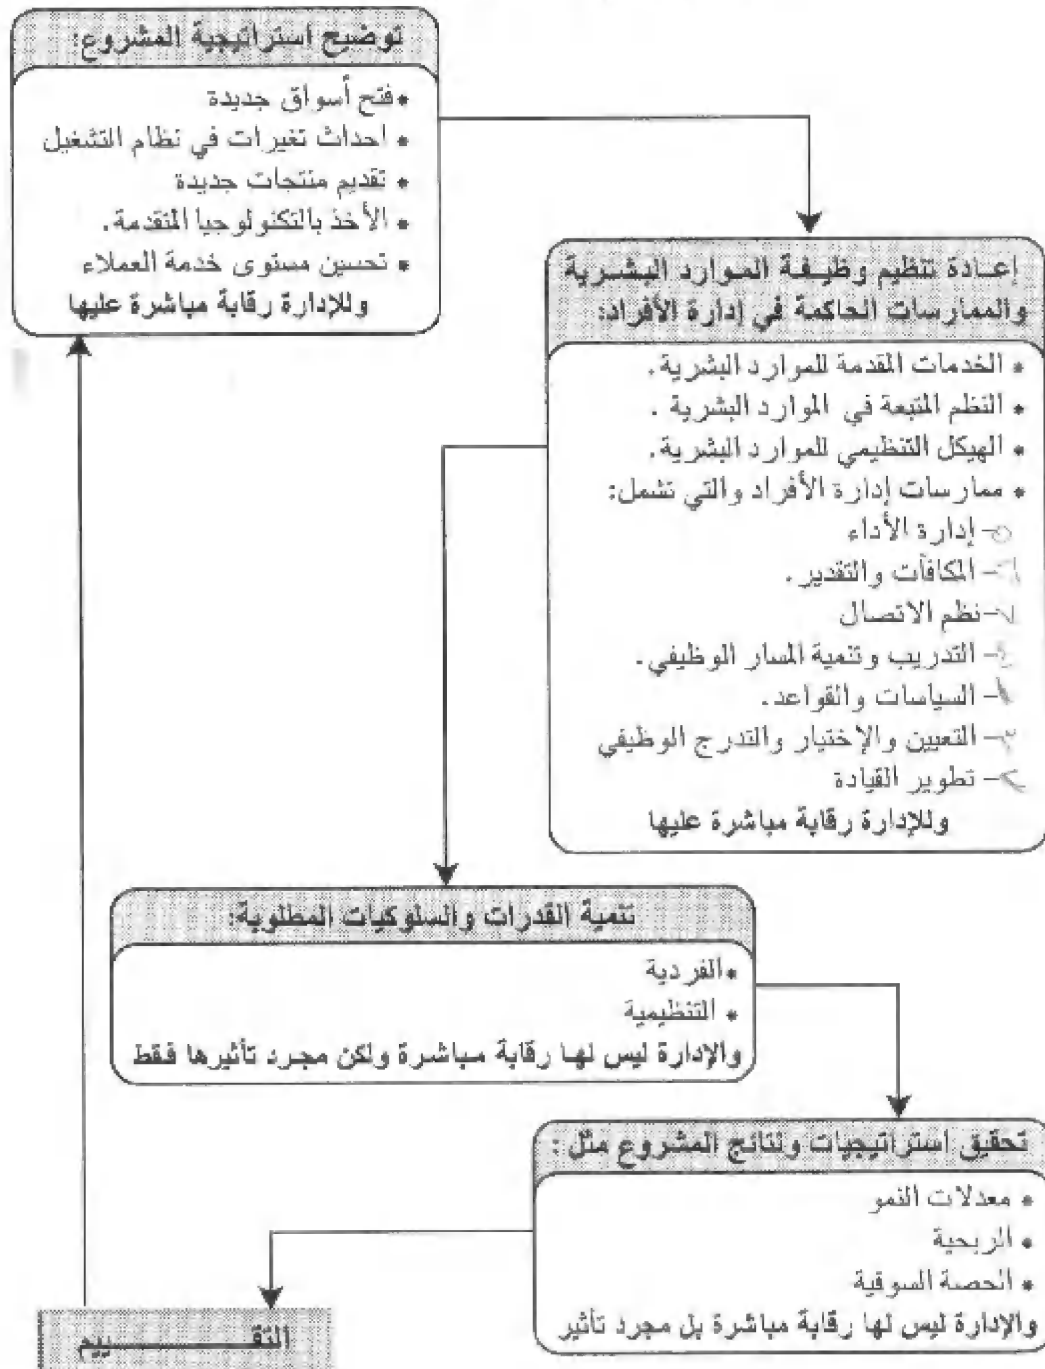 توضيح استراتيجية المشروع:
* فتح أسواق جديدة
* احداث تغيرات في نظام التشغيل
* تقديم منتجات جديدة
* الأخذ بالتكنولوجيا المتقدمة.
* تحسين مستوى خدمة العملاء
وللإدارة رقابة مباشرة عليها
إعادة تنظيم وظيفة الموارد البشرية
والممارسات الحاكمة في إدارة الأفراد:
* الخدمات المقدمة للموارد البشرية.
* النظم المتبعة في الموارد البشرية .
* الهيكل التنظيمي للموارد البشرية.
* ممارسات إدارة الأفراد والتي تشمل:
- إدارة الأداء
- المكافآت والتقدير.
- نظم الاتصال
- التدريب وتنمية المسار الوظيفي.
- السياسات والقواعد.
- التعيين والإختيار والتدرج الوظيفي
- تطوير القيادة
وللإدارة رقابة مباشرة عليها
تنمية القدرات والسلوكيات المطلوبة:
* الفردية
* التنظيمية
والإدارة ليس لها رقابة مباشرة ولكن مجرد تأثيرها فقط
تحقيق استراتيجيات ونتائج المشروع مثل :
* معدلات النمو
* الربحية
* الحصة السوقية
والإدارة ليس لها رقابة مباشرة بل مجرد تأثير
التقـــــييم